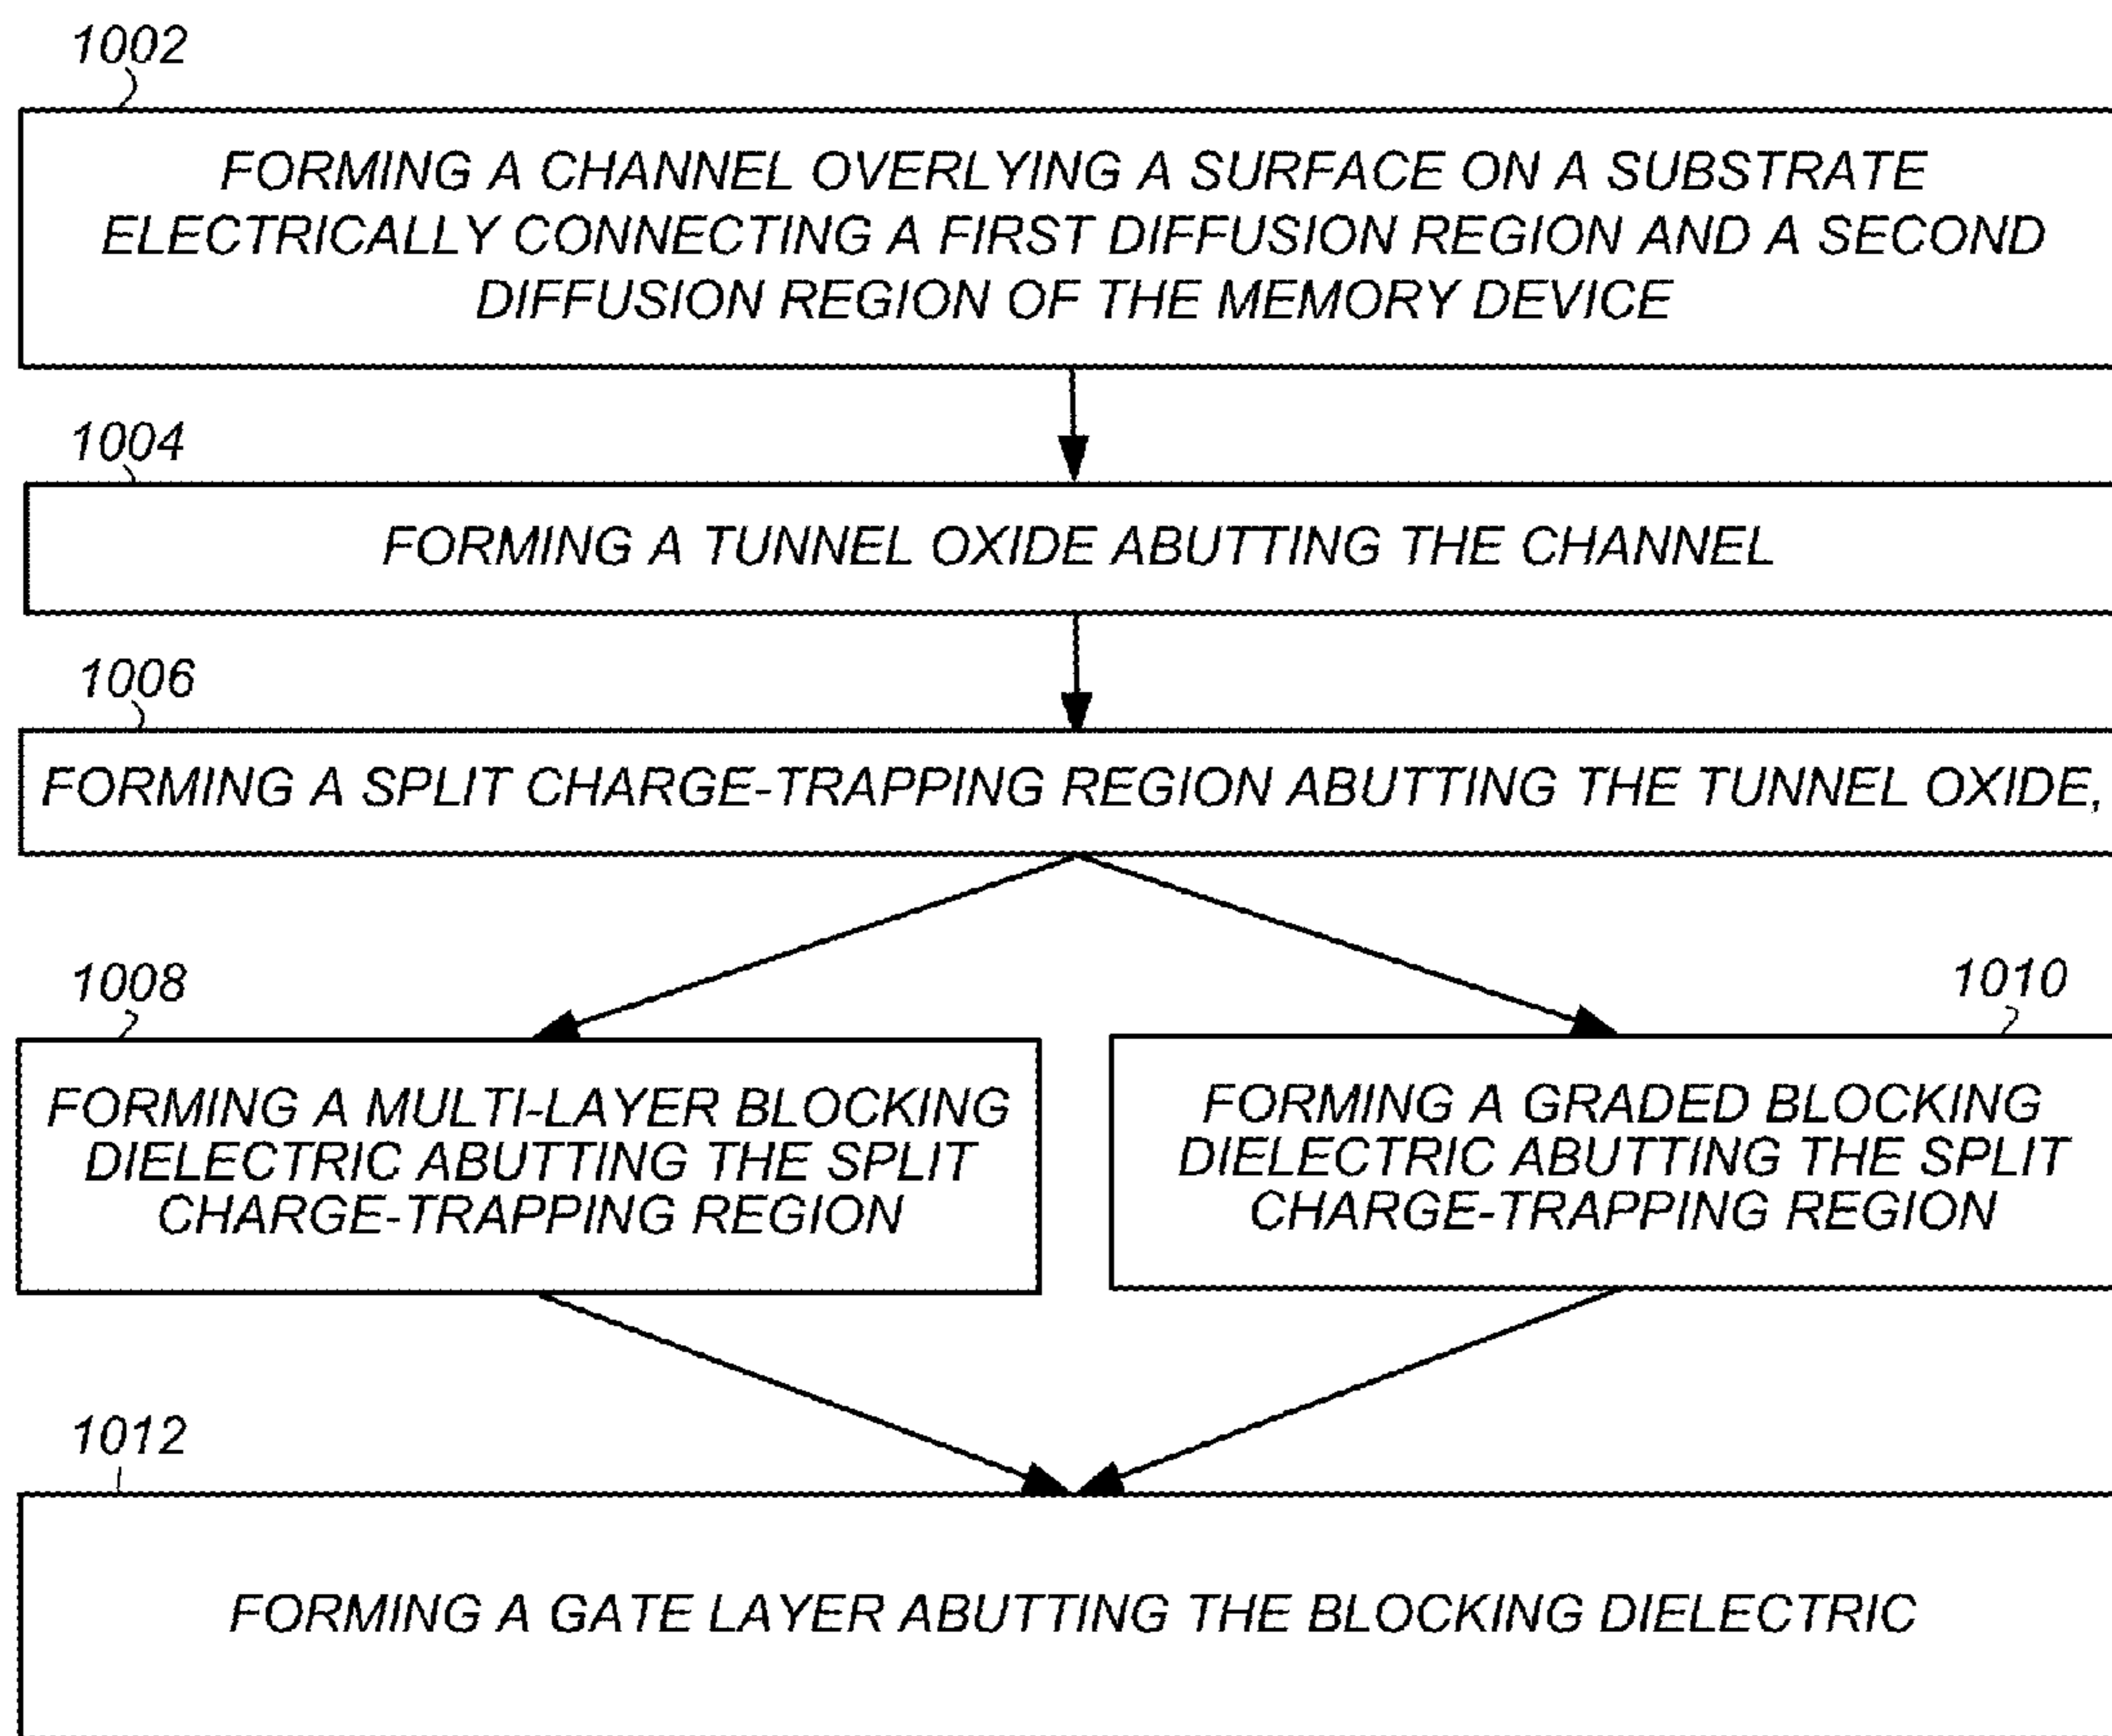 1002
FORMING A CHANNEL OVERLYING A SURFACE ON A SUBSTRATE
ELECTRICALLY CONNECTING A FIRST DIFFUSION REGION AND A SECOND
DIFFUSION REGION OF THE MEMORY DEVICE
1004
FORMING A TUNNEL OXIDE ABUTTING THE CHANNEL
1006
FORMING A SPLIT CHARGE-TRAPPING REGION ABUTTING THE TUNNEL OXIDE,
1008
FORMING A MULTI-LAYER BLOCKING
DIELECTRIC ABUTTING THE SPLIT
CHARGE-TRAPPING REGION
1010
FORMING A GRADED BLOCKING
DIELECTRIC ABUTTING THE SPLIT
CHARGE-TRAPPING REGION
1012
FORMING A GATE LAYER ABUTTING THE BLOCKING DIELECTRIC